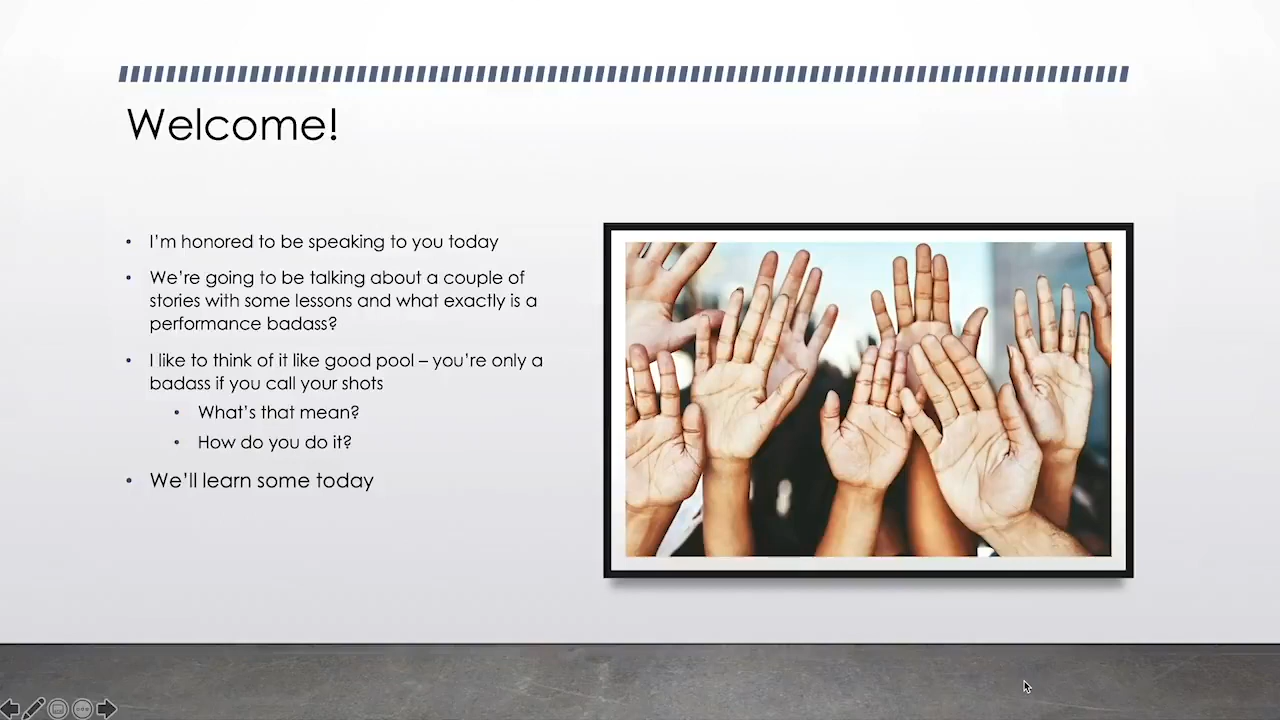 Welcome!
• I'm honored to be speaking to you today
• We're going to be talking about a couple of
stories with some lessons and what exactly is a
performance badass?
• I like to think of it like good pool – you're only a
badass if you call your shots
• What's that mean?
• How do you do it?
• We'll learn some today